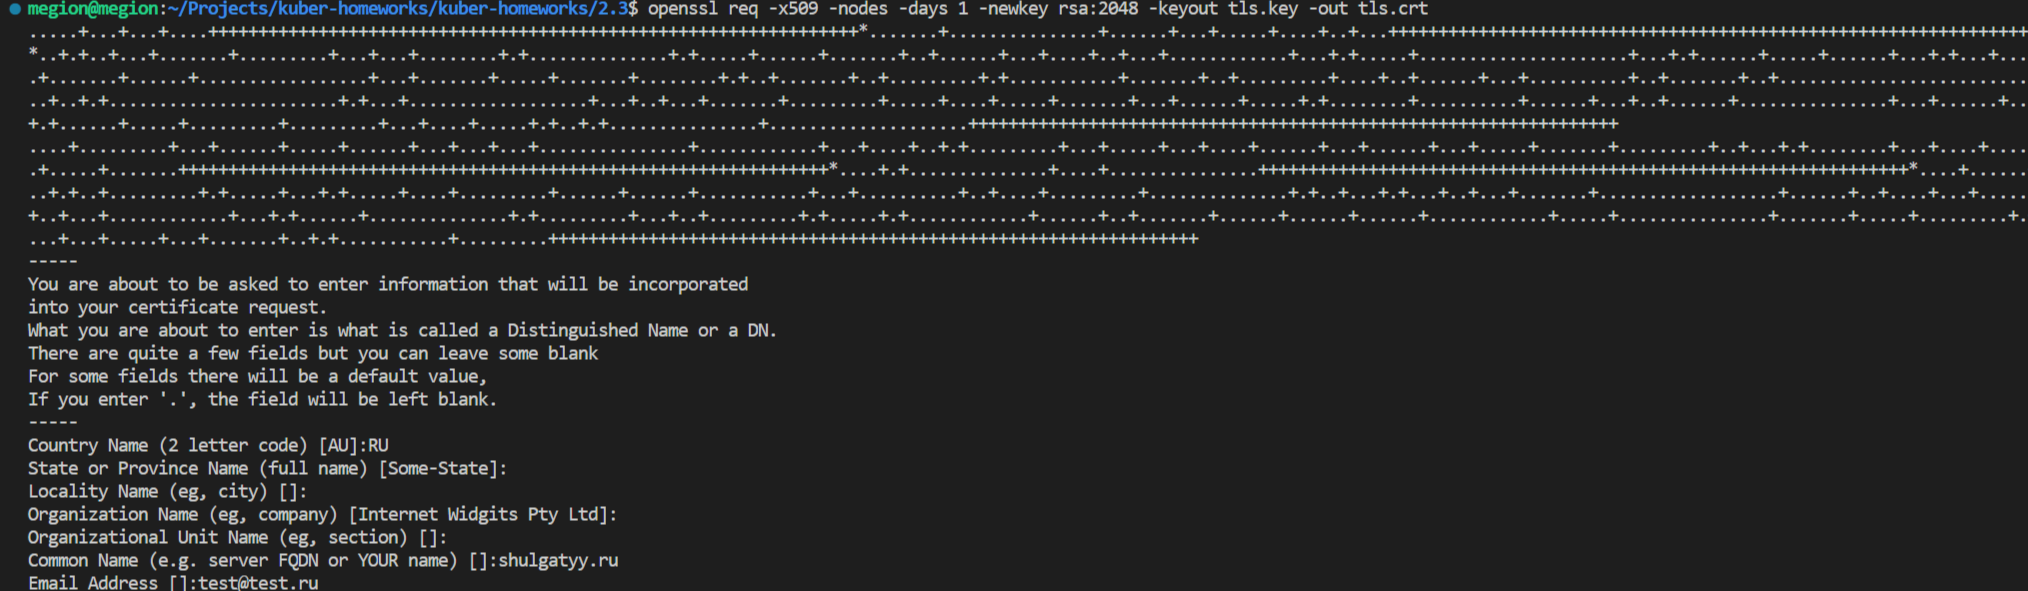 megion@megion:~/Projects/kuber-homeworks/kuber-homeworks/2.3$ openssl req -x509 -nodes -days 1 -newkey rsa:2048 -keyout tls.key -out tls.crt
-----
You are about to be asked to enter information that will be incorporated
into your certificate request.
What you are about to enter is what is called a Distinguished Name or a DN.
There are quite a few fields but you can leave some blank
For some fields there will be a default value,
If you enter '.', the field will be left blank.
-----
Country Name (2 letter code) [AU]:RU
State or Province Name (full name) [Some-State]:
Locality Name (eg, city) []:
Organization Name (eg, company) [Internet Widgits Pty Ltd]:
Organizational Unit Name (eg, section) []:
Common Name (e.g. server FQDN or YOUR name) []:shulgatyy.ru
Email Address []:test@test.ru